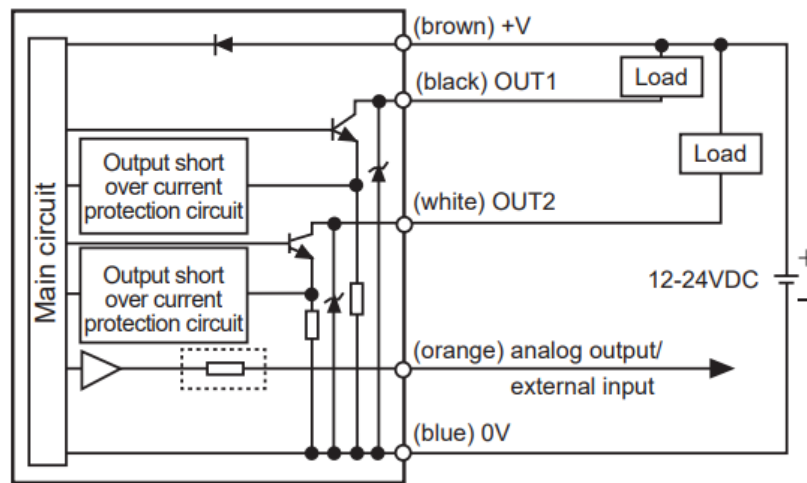 (brown) +V
Load
(black) OUT1
Output short
over current
protection circuit
Load
(white) OUT2
Main circuit
Output short
over current
protection circuit
12-24VDC
+
−
(orange) analog output/
external input
(blue) 0V